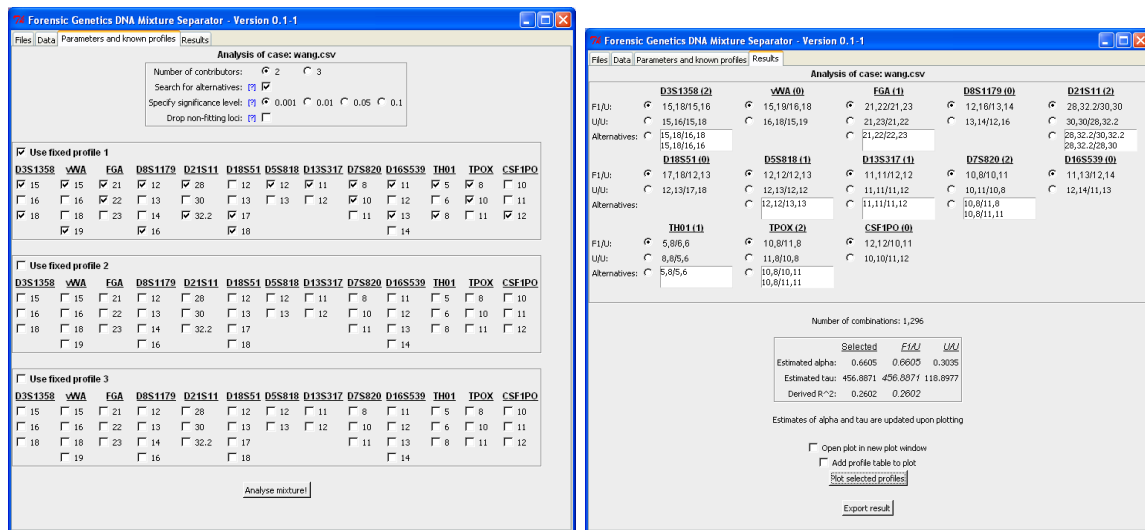 Forensic Genetics DNA Mixture Separator - Version 0.1-1
Files Data Parameters and known profiles Results
Analysis of case: wang.csv
Number of contributors: 2 3
Search for alternatives: [?]
Specify significance level: [?] 0.001 0.01 0.05 0.1
Drop non-fitting loci: [?]
Use fixed profile 1
D3S1358 vWA FGA D8S1179 D21S11 D18S51 D5S818 D13S317 D7S820 D16S539 TH01 TPOX CSF1PO
15 15 21 12 28 12 12 11 8 11 5 8 10
16 16 22 13 30 13 13 12 10 12 6 10 11
18 18 23 14 32.2 17 11 13 8 11 12
19 16 18 14
Use fixed profile 2
D3S1358 vWA FGA D8S1179 D21S11 D18S51 D5S818 D13S317 D7S820 D16S539 TH01 TPOX CSF1PO
15 15 21 12 28 12 12 11 8 11 5 8 10
16 16 22 13 30 13 13 12 10 12 6 10 11
18 18 23 14 32.2 17 11 13 8 11 12
19 16 18 14
Use fixed profile 3
D3S1358 vWA FGA D8S1179 D21S11 D18S51 D5S818 D13S317 D7S820 D16S539 TH01 TPOX CSF1PO
15 15 21 12 28 12 12 11 8 11 5 8 10
16 16 22 13 30 13 13 12 10 12 6 10 11
18 18 23 14 32.2 17 11 13 8 11 12
19 16 18 14
Analyse mixture!
Forensic Genetics DNA Mixture Separator - Version 0.1-1
Files Data Parameters and known profiles Results
Analysis of case: wang.csv
D3S1358 (2) vWA (0) FGA (1) D8S1179 (0) D21S11 (2)
F1/U: 15,18/15,16 15,19/16,18 21,22/21,23 12,16/13,14 28,32.2/30,30
U/U: 15,16/15,18 16,18/15,19 21,23/21,22 13,14/12,16 30,30/28,32.2
Alternatives: 15,18/16,18 21,22/22,23 28,32.2/30,32.2
15,18/16,16 28,32.2/28,30
D18S51 (0) D5S818 (1) D13S317 (1) D7S820 (2) D16S539 (0)
F1/U: 17,18/12,13 12,12/12,13 11,11/11,12 10,8/10,11 11,13/12,14
U/U: 12,13/17,18 12,13/12,12 11,11/11,12 10,11/10,8 12,14/11,13
Alternatives: 12,12/13,13 11,11/11,12 10,8/11,8
10,8/11,11
TH01 (1) TPOX (2) CSF1PO (0)
F1/U: 5,8/6,6 10,8/11,8 12,12/10,11
U/U: 8,8/5,6 11,8/10,8 10,10/11,12
Alternatives: 5,8/5,6 10,8/10,11
10,8/11,11
Number of combinations: 1,296
Selected F1/U U/U
Estimated alpha: 0.6605 0.6605 0.3035
Estimated tau: 456.8871 456.8871 118.8977
Derived R^2: 0.2602 0.2602
Estimates of alpha and tau are updated upon plotting
Open plot in new plot window
Add profile table to plot
Plot selected profiles
Export result